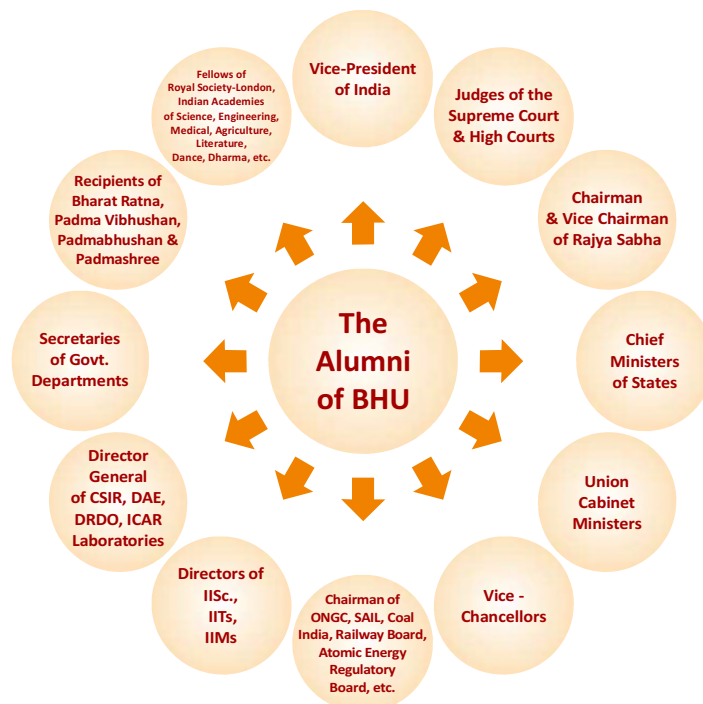 The
Alumni
of BHU
Vice-President
of India
Judges of the
Supreme Court
& High Courts
Chairman
& Vice Chairman
of Rajya Sabha
Chief
Ministers
of States
Union
Cabinet
Ministers
Vice -
Chancellors
Chairman of
ONGC, SAIL, Coal
India, Railway Board,
Atomic Energy
Regulatory
Board, etc.
Directors of
IISc.,
IITs,
IIMs
Director
General
of CSIR, DAE,
DRDO, ICAR
Laboratories
Secretaries
of Govt.
Departments
Recipients of
Bharat Ratna,
Padma Vibhushan,
Padmabhushan &
Padmashree
Fellows of
Royal Society-London,
Indian Academies
of Science, Engineering,
Medical, Agriculture,
Literature,
Dance, Dharma, etc.